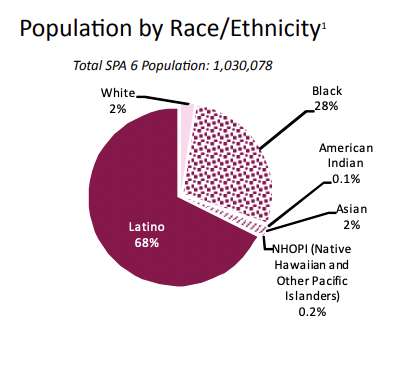 Population by Race/Ethnicity¹
Total SPA 6 Population: 1,030,078
White
2%
Black
28%
American
Indian
0.1%
Asian
2%
NHOPI (Native
Hawaiian and
Other Pacific
Islanders)
0.2%
Latino
68%